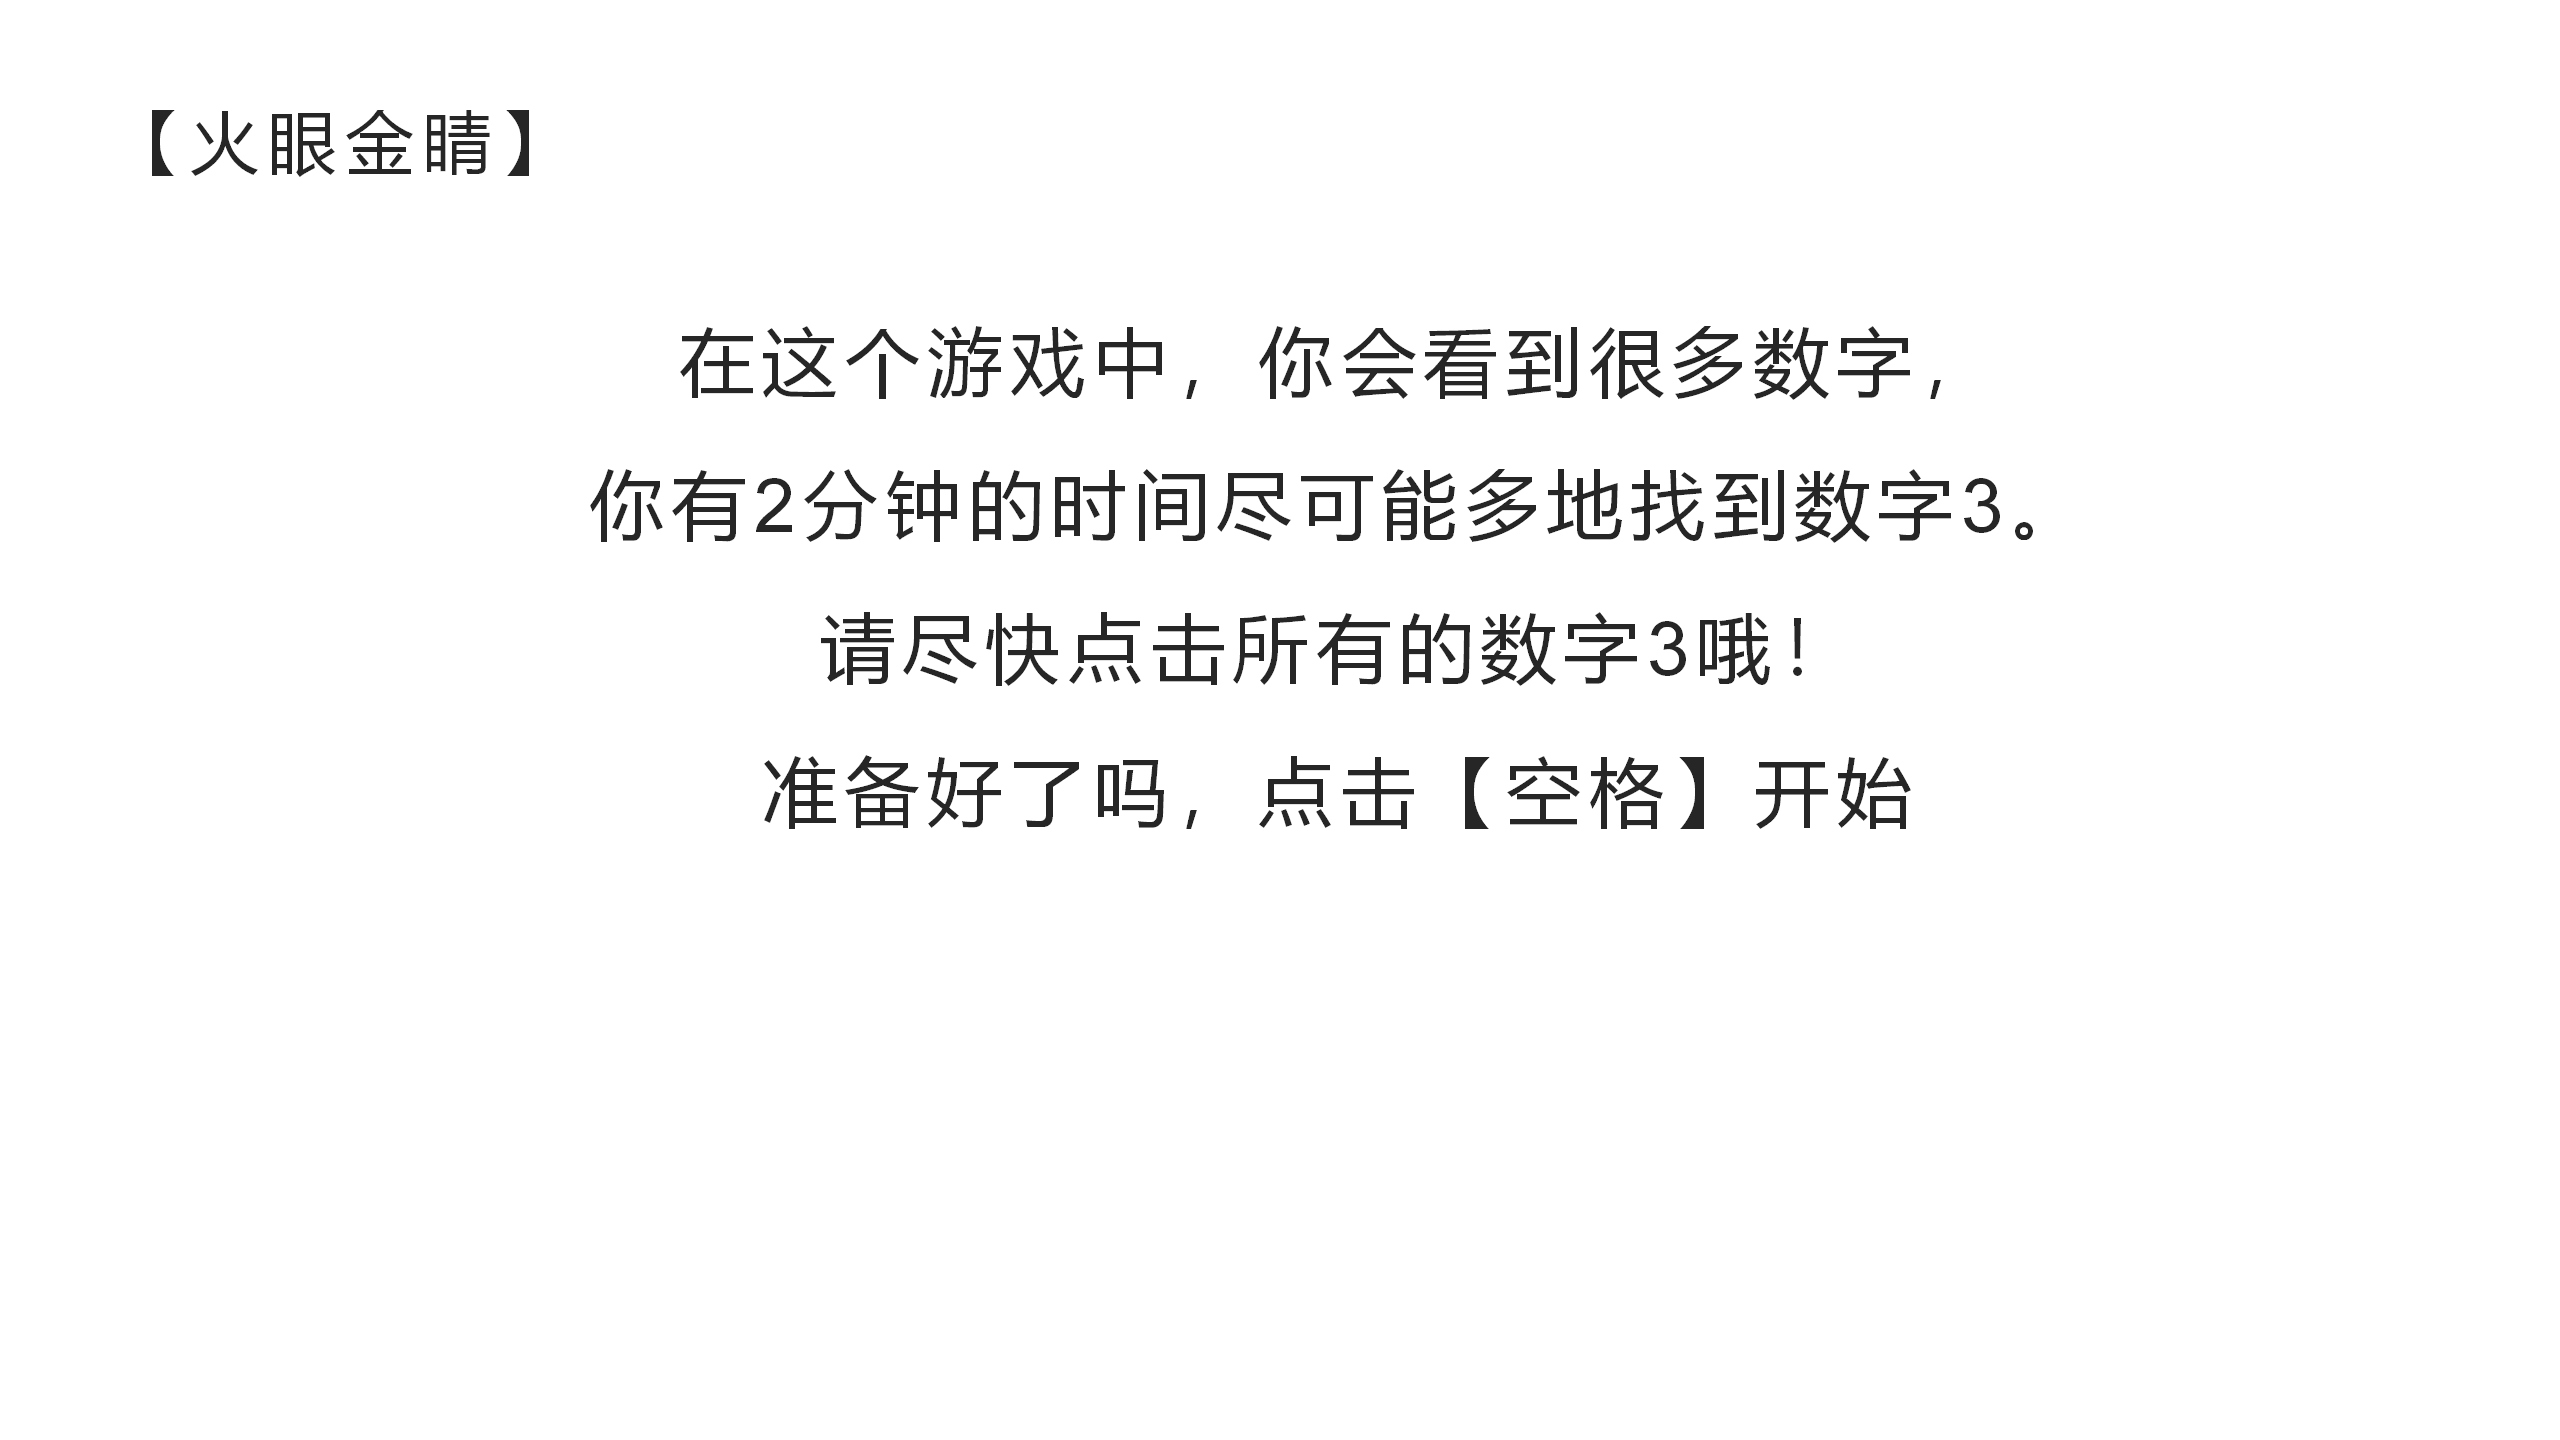 【火眼金睛】
在这个游戏中，你会看到很多数字，
你有2分钟的时间尽可能多地找到数字3。
请尽快点击所有的数字3哦！
准备好了吗，点击【空格】开始